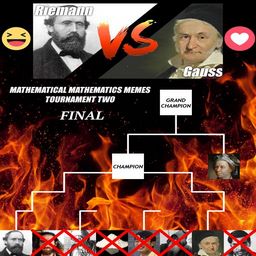 Riemann
VS
Gauss
MATHEMATICAL MATHEMATICS MEMES
TOURNAMENT TWO
FINAL
GRAND
CHAMPION
CHAMPION